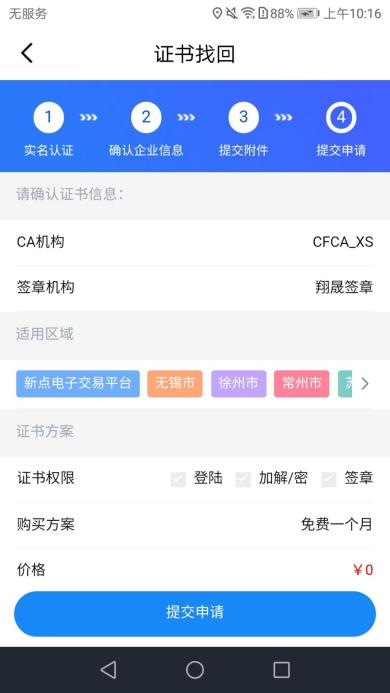 无服务 88% 上午10:16
证书找回
1 2 3 4
实名认证 确认企业信息 提交附件 提交申请
请确认证书信息：
CA机构 CFCA_XS
签章机构 翔晟签章
适用区域
新点电子交易平台 无锡市 徐州市 常州市
证书方案
证书权限 登陆 加解/密 签章
购买方案 免费一个月
价格 ￥0
提交申请